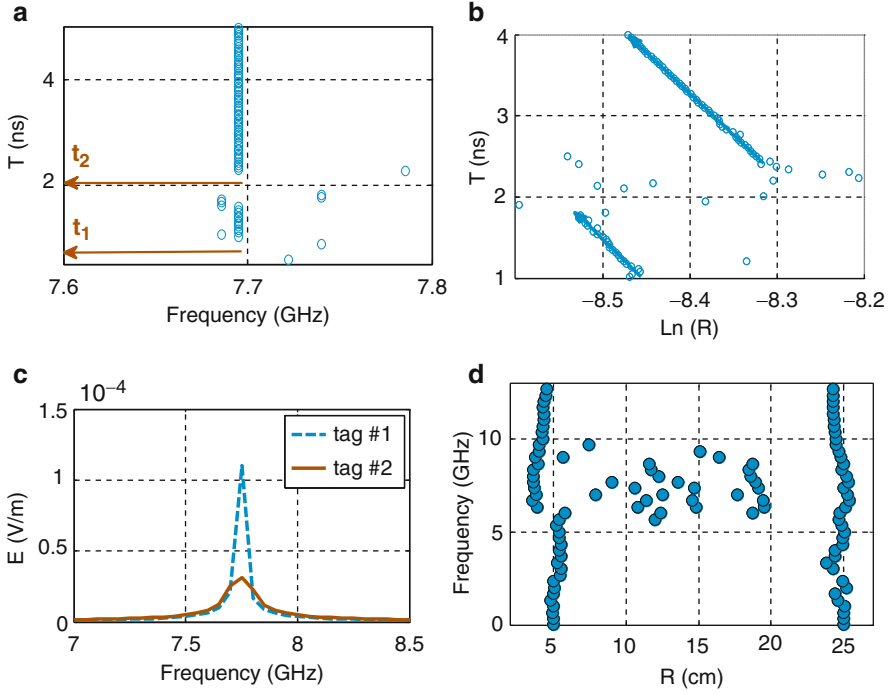 a
T (ns)
4
2
t2
t1
7.6
7.7
7.8
Frequency (GHz)
b
T (ns)
4
3
2
1
−8.5
−8.4
−8.3
−8.2
Ln (R)
c
10−4
E (V/m)
1.5
1
0.5
0
tag #1
tag #2
7
7.5
8
8.5
Frequency (GHz)
d
Frequency (GHz)
10
5
0
5
10
15
20
25
R (cm)